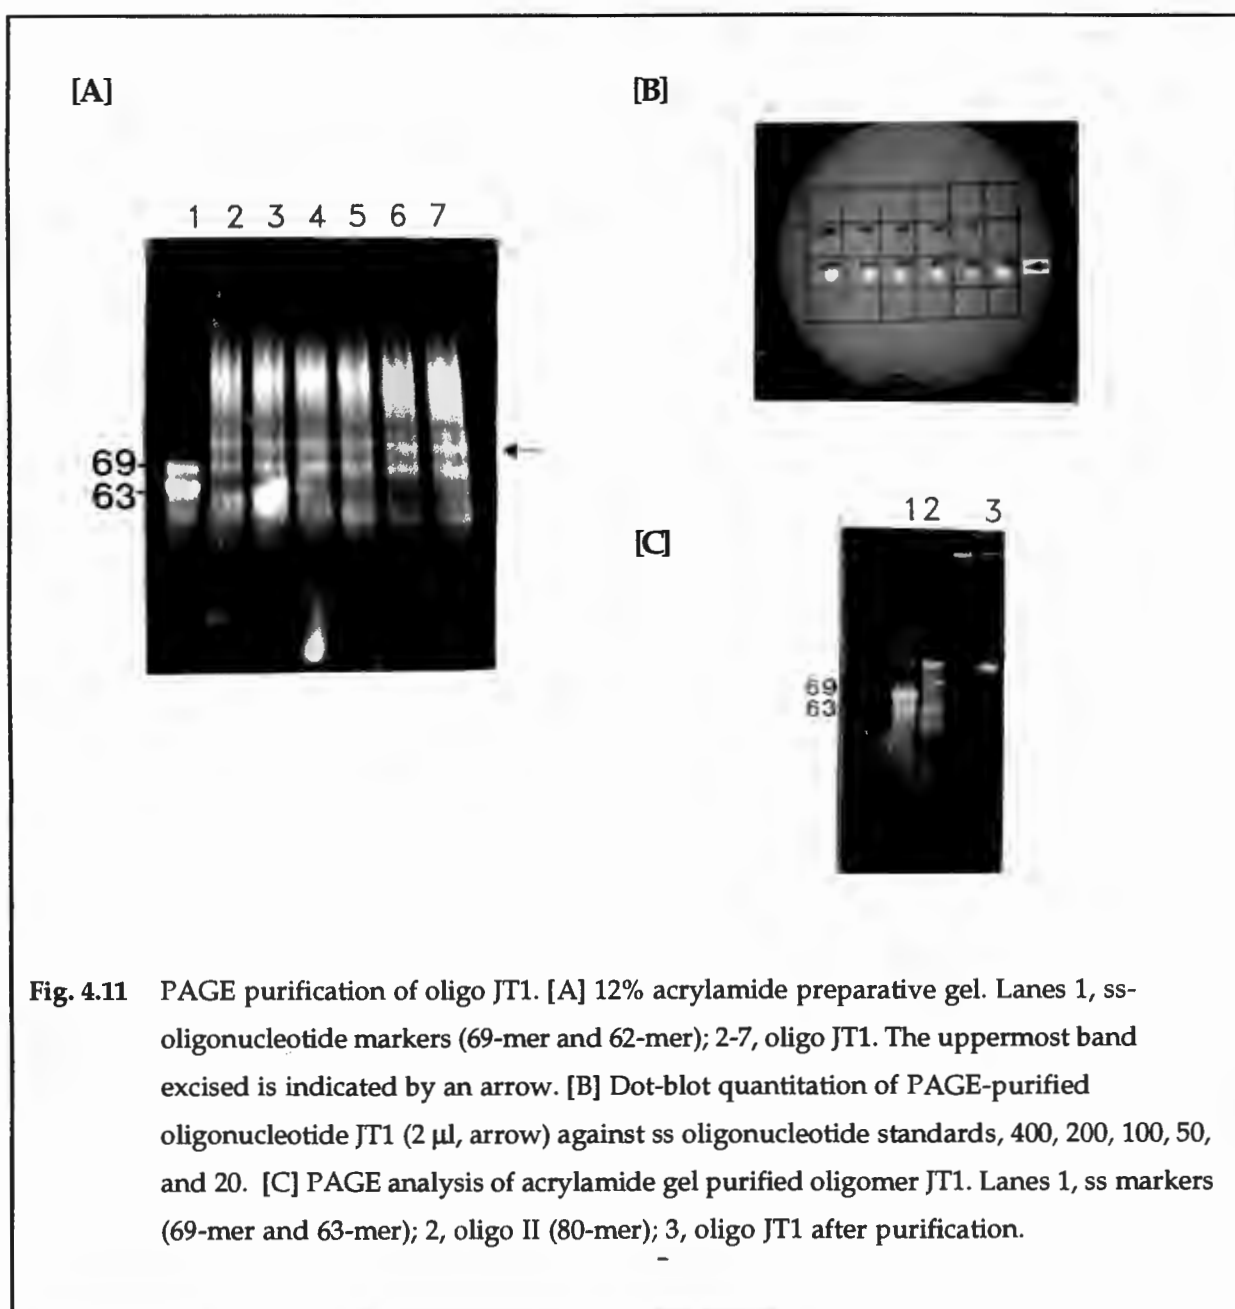 [A]
[B]
1 2 3 4 5 6 7
69
63
[C]
12 3
69
63
Fig. 4.11 PAGE purification of oligo JT1. [A] 12% acrylamide preparative gel. Lanes 1, ss-
oligonucleotide markers (69-mer and 62-mer); 2-7, oligo JT1. The uppermost band
excised is indicated by an arrow. [B] Dot-blot quantitation of PAGE-purified
oligonucleotide JT1 (2 µl, arrow) against ss oligonucleotide standards, 400, 200, 100, 50,
and 20. [C] PAGE analysis of acrylamide gel purified oligomer JT1. Lanes 1, ss markers
(69-mer and 63-mer); 2, oligo II (80-mer); 3, oligo JT1 after purification.